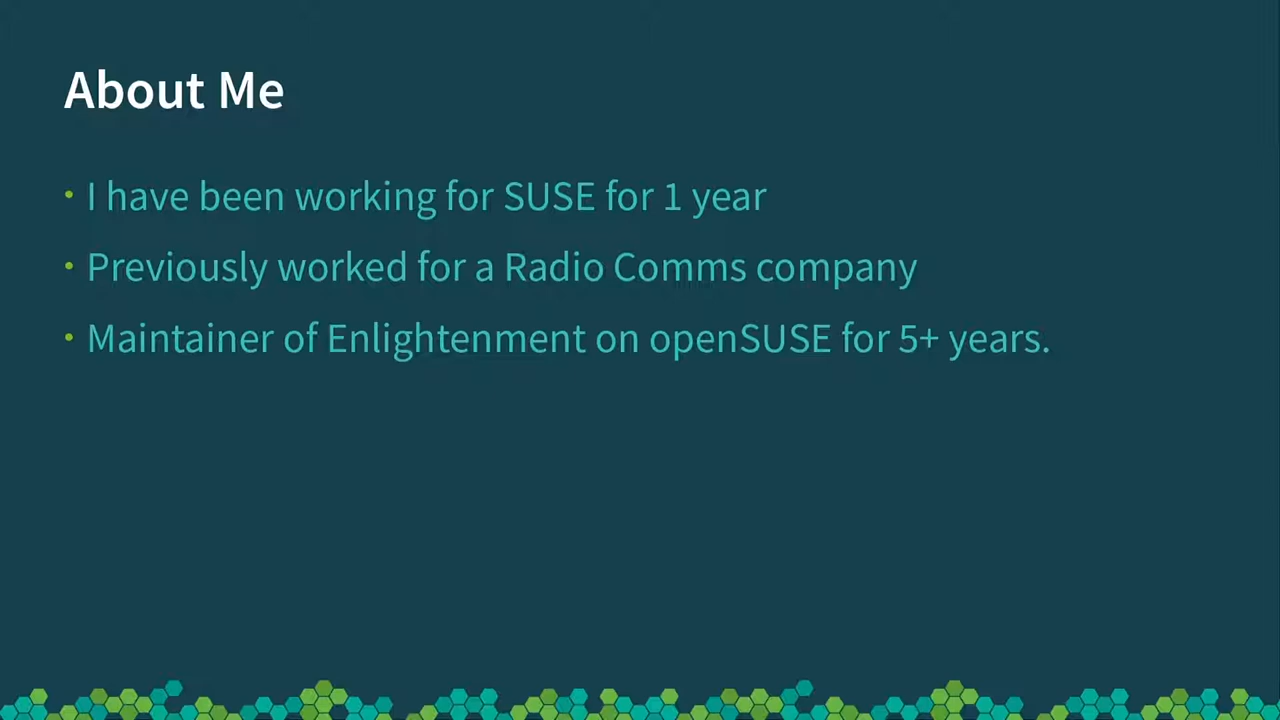 About Me
• I have been working for SUSE for 1 year
• Previously worked for a Radio Comms company
• Maintainer of Enlightenment on openSUSE for 5+ years.